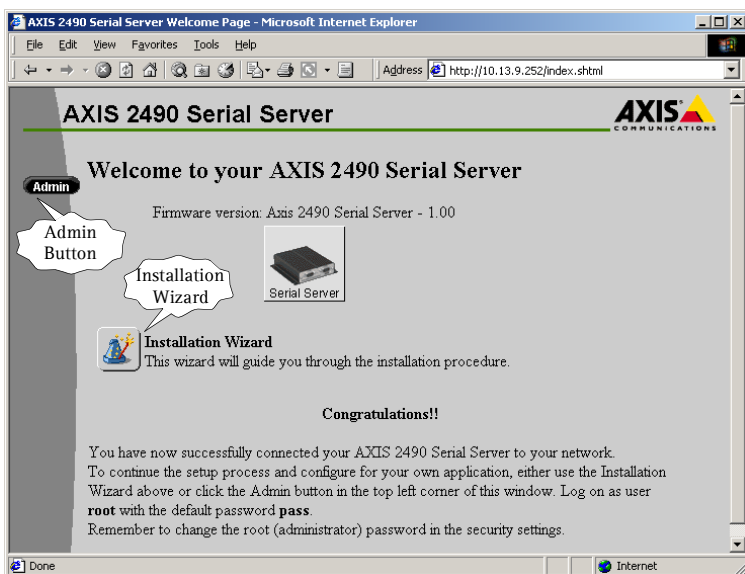 AXIS 2490 Serial Server Welcome Page - Microsoft Internet Explorer
File Edit View Favorites Tools Help
Address http://10.13.9.252/index.shtml
AXIS 2490 Serial Server
AXIS
COMMUNICATIONS
Welcome to your AXIS 2490 Serial Server
Admin
Firmware version: Axis 2490 Serial Server - 1.00
Admin
Button
Serial Server
Installation
Wizard
Installation Wizard
This wizard will guide you through the installation procedure.
Congratulations!!
You have now successfully connected your AXIS 2490 Serial Server to your network.
To continue the setup process and configure for your own application, either use the Installation
Wizard above or click the Admin button in the top left corner of this window. Log on as user
root with the default password pass.
Remember to change the root (administrator) password in the security settings.
Done
Internet